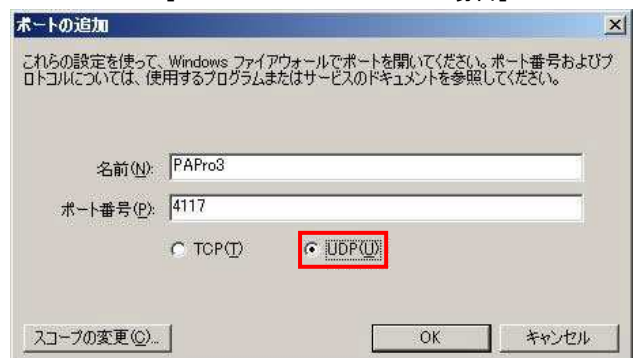 ポートの追加
これらの設定を使って、Windows ファイアウォールでポートを開いてください。ポート番号およびプ
ロトコルについては、使用するプログラムまたはサービスのドキュメントを参照してください。
名前(N): PAPro3
ポート番号(P): 4117
TCP(T) UDP(U)
スコープの変更(C)... OK キャンセル